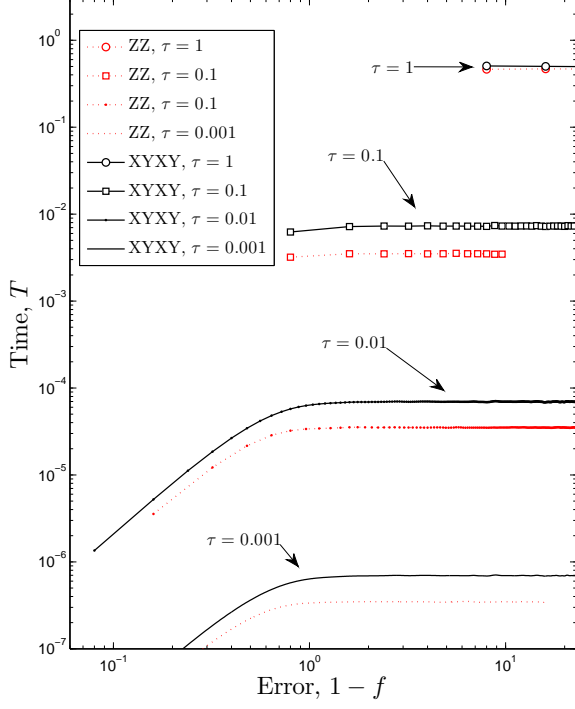 10^0
10^{-1}
10^{-2}
10^{-3}
10^{-4}
10^{-5}
10^{-6}
10^{-7}
Time, T
ZZ, τ = 1
ZZ, τ = 0.1
ZZ, τ = 0.1
ZZ, τ = 0.001
XYXY, τ = 1
XYXY, τ = 0.1
XYXY, τ = 0.01
XYXY, τ = 0.001
τ = 1
τ = 0.1
τ = 0.01
τ = 0.001
10^{-1}
10^0
10^1
Error, 1 − f